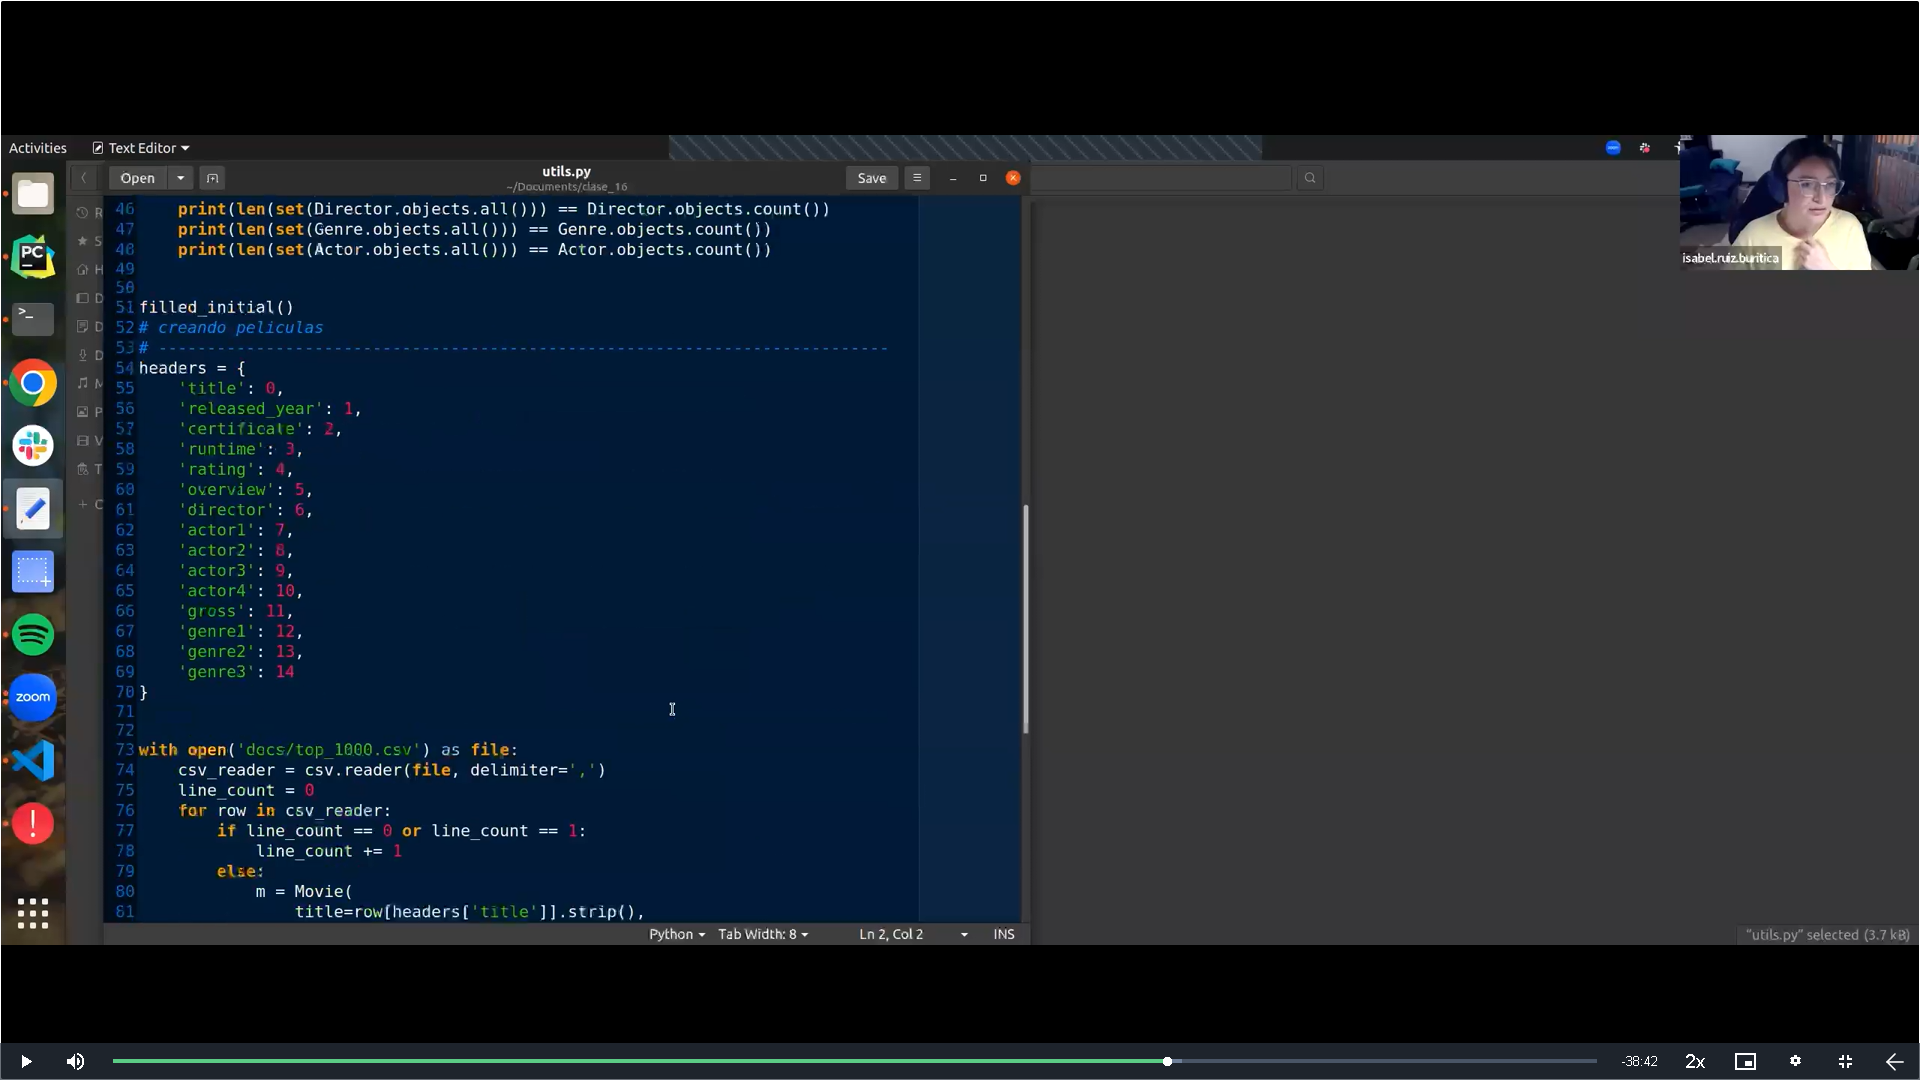 Activities
Text Editor
Open
utils.py
~/Documents/clase_16
Save
isabel.ruiz.buritica
46     print(len(set(Director.objects.all())) == Director.objects.count())
47     print(len(set(Genre.objects.all())) == Genre.objects.count())
48     print(len(set(Actor.objects.all())) == Actor.objects.count())
49
50
51 filled_initial()
52 # creando peliculas
53 # ---------------------------------------------------------------------------
54 headers = {
55     'title': 0,
56     'released_year': 1,
57     'certificate': 2,
58     'runtime': 3,
59     'rating': 4,
60     'overview': 5,
61     'director': 6,
62     'actor1': 7,
63     'actor2': 8,
64     'actor3': 9,
65     'actor4': 10,
66     'gross': 11,
67     'genre1': 12,
68     'genre2': 13,
69     'genre3': 14
70 }
71
72
73 with open('docs/top_1000.csv') as file:
74     csv_reader = csv.reader(file, delimiter=',')
75     line_count = 0
76     for row in csv_reader:
77         if line_count == 0 or line_count == 1:
78             line_count += 1
79         else:
80             m = Movie(
81                 title=row[headers['title']].strip(),
Python
Tab Width: 8
Ln 2, Col 2
INS
"utils.py" selected (3.7 kB)
PC
zoom
-38:42
2x